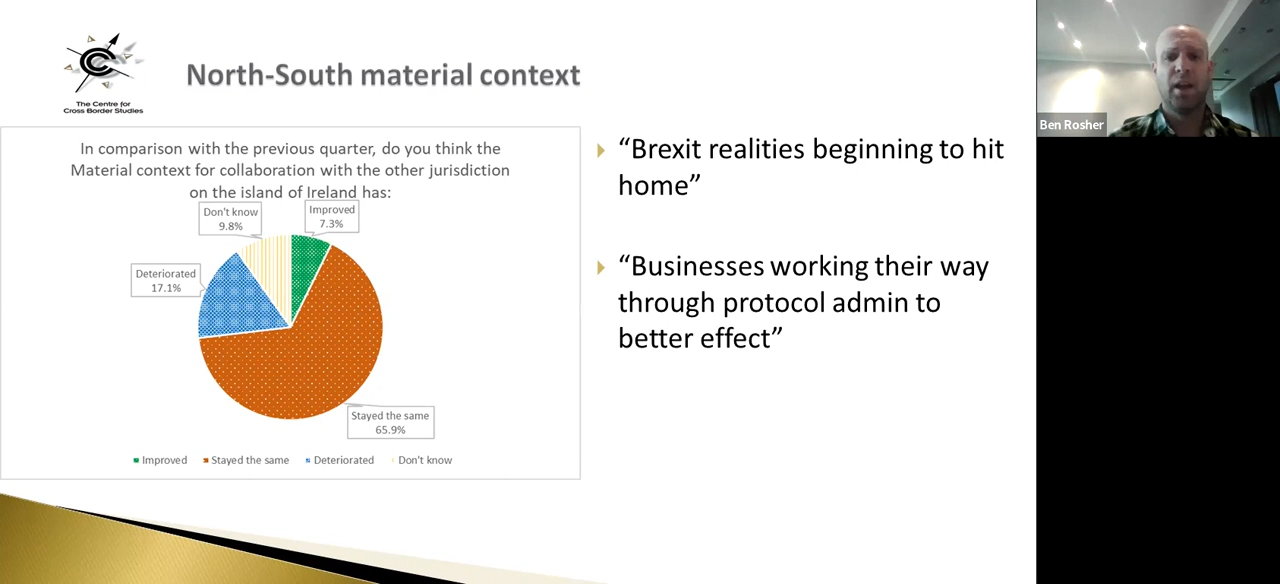 The Centre for
Cross Border Studies
North-South material context
In comparison with the previous quarter, do you think the
Material context for collaboration with the other jurisdiction
on the island of Ireland has:
Don't know
9.8%
Improved
7.3%
Deteriorated
17.1%
Stayed the same
65.9%
Improved
Stayed the same
Deteriorated
Don't know
“Brexit realities beginning to hit
home”
“Businesses working their way
through protocol admin to
better effect”
Ben Rosher